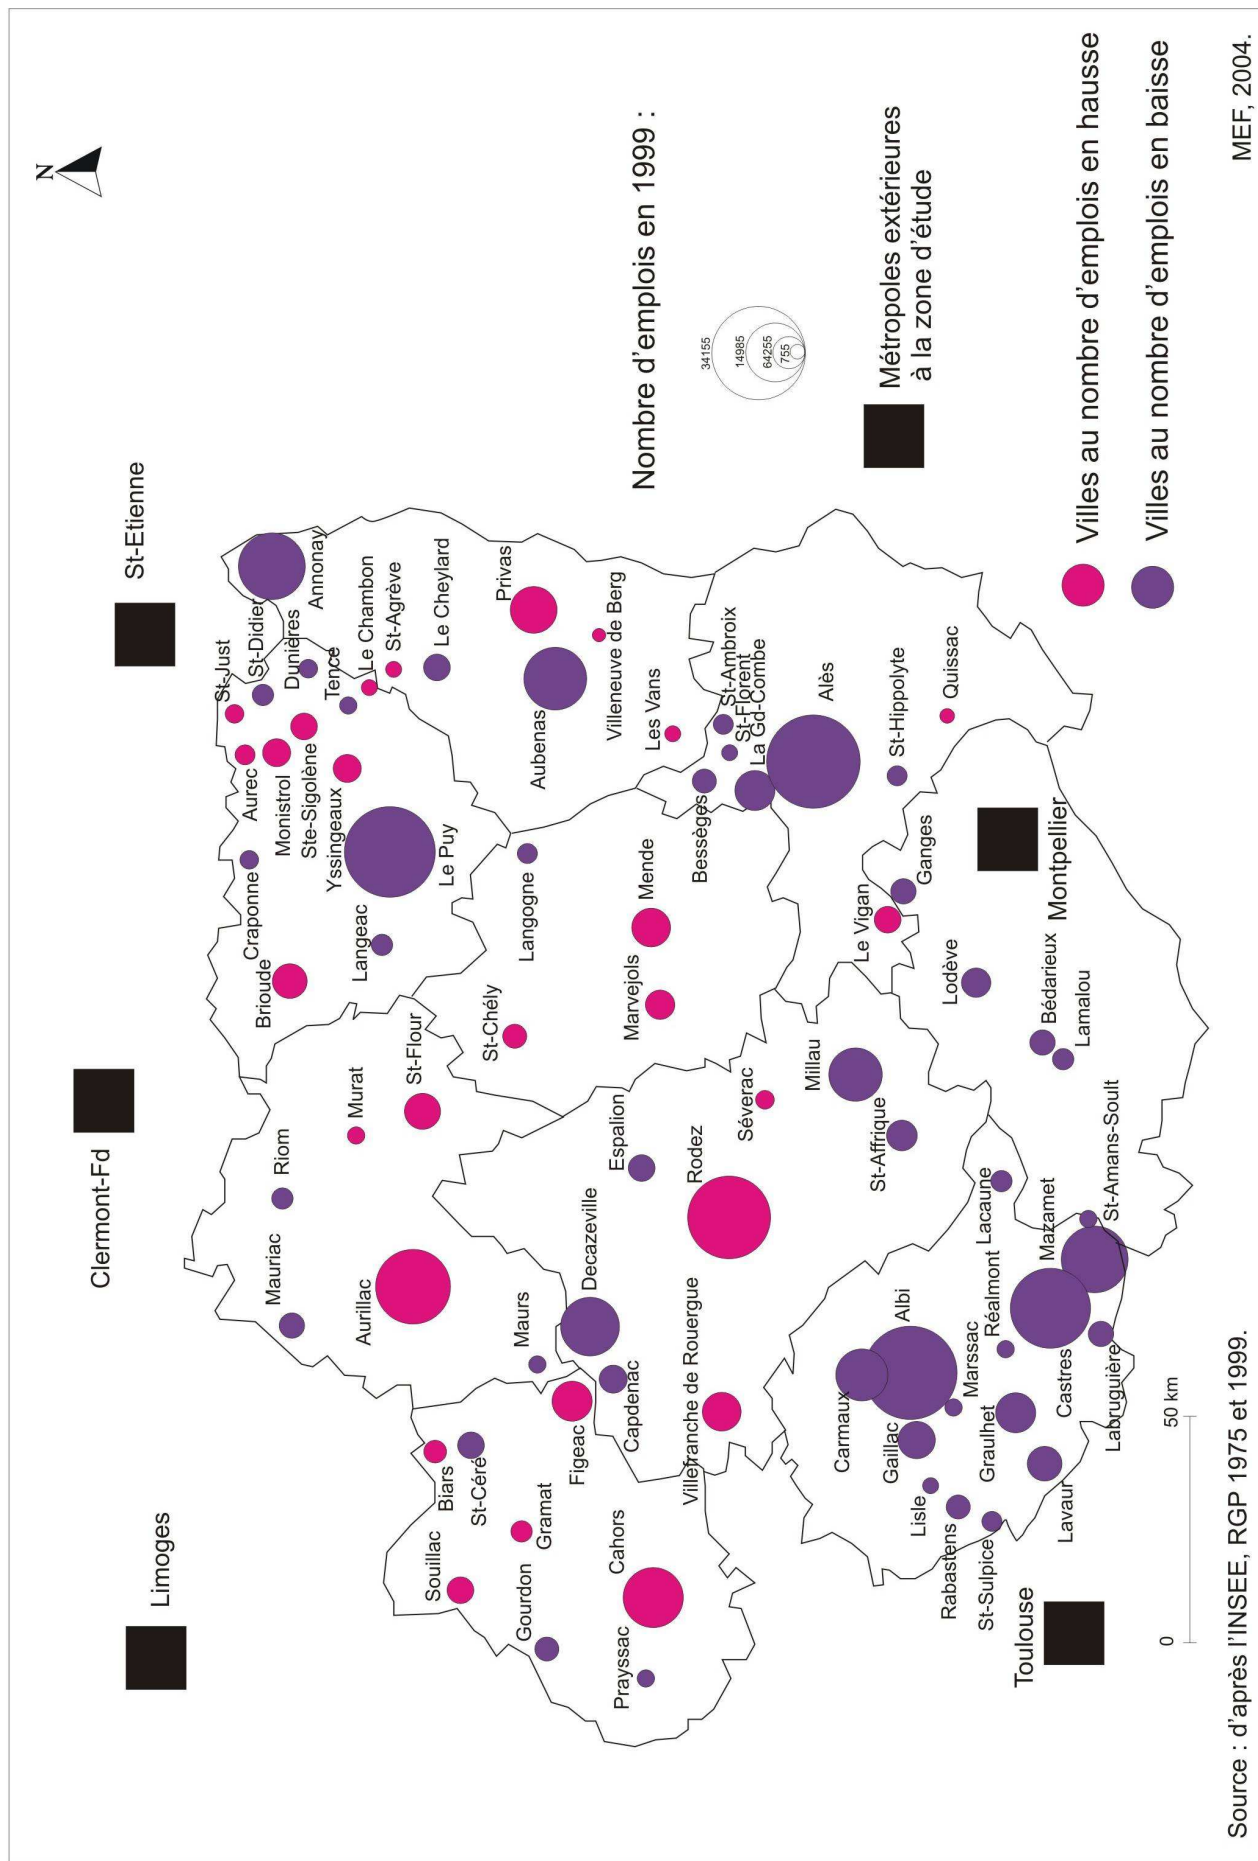 N
Limoges
Clermont-Fd
St-Etienne
St-Just
St-Didier
Annonay
Dunières
Tence
Le Chambon
St-Agrève
Le Cheylard
Aurec
Monistrol
Ste-Sigolène
Yssingeaux
Craponne
Brioude
Langeac
Le Puy
Privas
Aubenas
Villeneuve de Berg
Les Vans
Riom
Mauriac
Murat
St-Flour
Aurillac
Maurs
St-Chély
Langogne
Marvejols
Mende
Souillac
Biars
St-Céré
Gramat
Gourdon
Figeac
Prayssac
Cahors
Decazeville
Capdenac
Espalion
Villefranche de Rouergue
Rodez
Séverac
Millau
St-Affrique
Bessèges
St-Ambroix
St-Florent
La Gd-Combe
Alès
St-Hippolyte
Quissac
Le Vigan
Ganges
Montpellier
Lodève
Bédarieux
Lamalou
Carmaux
Albi
Gaillac
Marssac
Lisle
Rabastens
St-Sulpice
Graulhet
Réalmont
Lacaune
Lavaur
Castres
Mazamet
St-Amans-Soult
Labruguière
Toulouse
Nombre d'emplois en 1999 :
34155
14985
64255
755
Métropoles extérieures
à la zone d'étude
Villes au nombre d'emplois en hausse
Villes au nombre d'emplois en baisse
0
50 km
Source : d'après l'INSEE, RGP 1975 et 1999.
MEF, 2004.